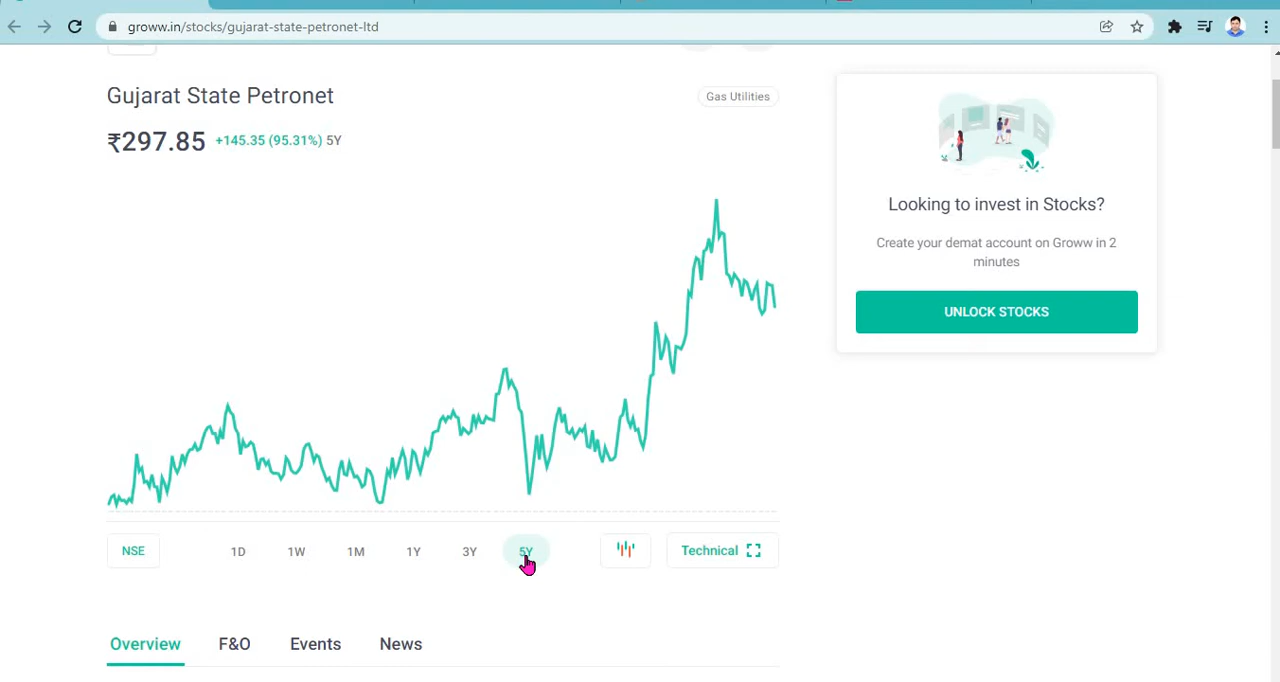 groww.in/stocks/gujarat-state-petronet-ltd
Gujarat State Petronet
Gas Utilities
₹297.85 +145.35 (95.31%) 5Y
Looking to invest in Stocks?
Create your demat account on Groww in 2
minutes
UNLOCK STOCKS
NSE 1D 1W 1M 1Y 3Y 5Y Technical
Overview F&O Events News